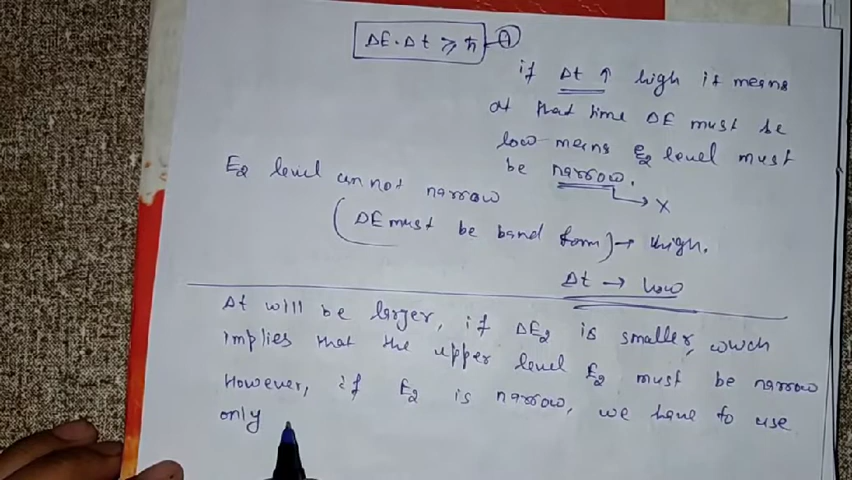 ΔE·Δt ⩾ ℏ — ①
if Δt ↑ high it means
at that time ΔE must be
low means E₂ level must
be narrow. → X
E₂ level can not narrow
(ΔE must be band form) → high.
Δt → low
Δt will be larger, if ΔE₂ is smaller, which
implies that the upper level E₂ must be narrow
However, if E₂ is narrow, we have to use
only